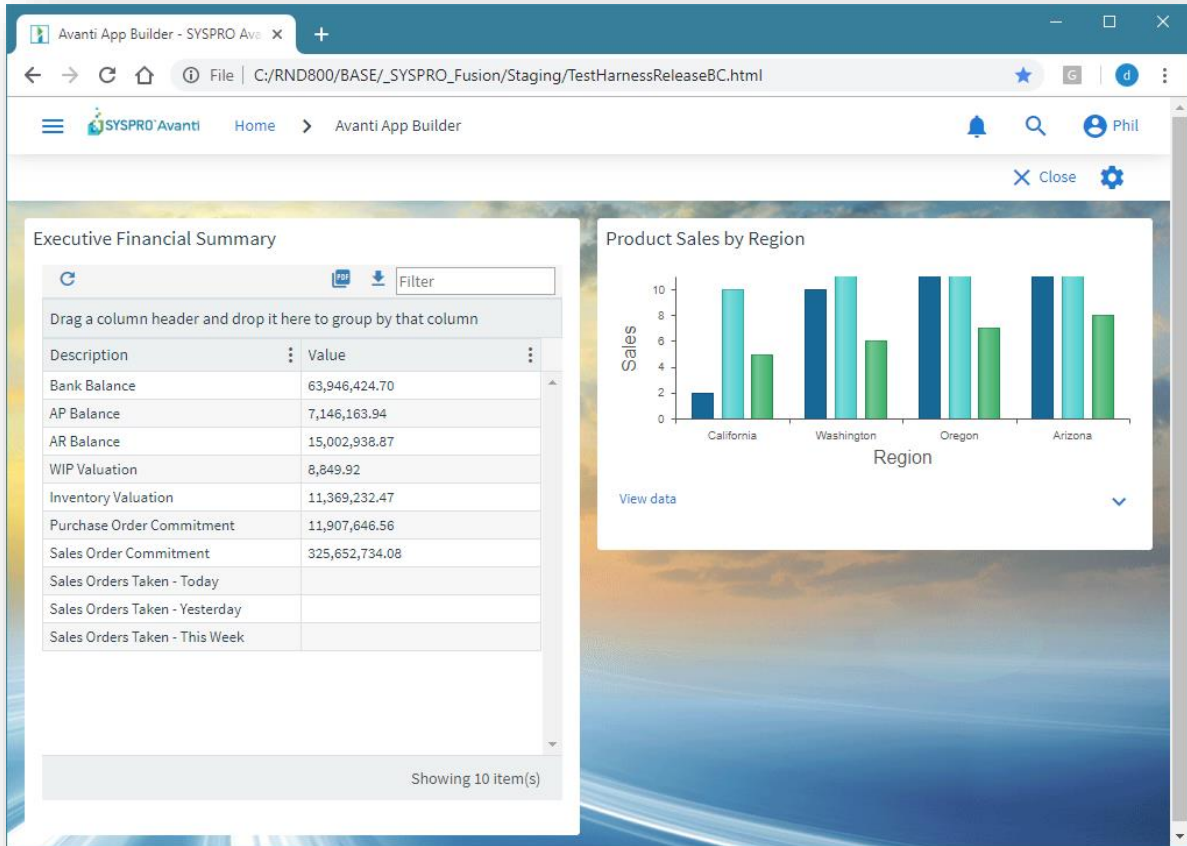 Avanti App Builder - SYSPRO Ava
File C:/RND800/BASE/_SYSPRO_Fusion/Staging/TestHarnessReleaseBC.html
G
d
SYSPRO Avanti Home Avanti App Builder Phil
Close
Executive Financial Summary
PDF Filter
Drag a column header and drop it here to group by that column
Description Value
Bank Balance 63,946,424.70
AP Balance 7,146,163.94
AR Balance 15,002,938.87
WIP Valuation 8,849.92
Inventory Valuation 11,369,232.47
Purchase Order Commitment 11,907,646.56
Sales Order Commitment 325,652,734.08
Sales Orders Taken - Today
Sales Orders Taken - Yesterday
Sales Orders Taken - This Week
Showing 10 item(s)
Product Sales by Region
Sales
10
8
6
4
2
0
California Washington Oregon Arizona
Region
View data